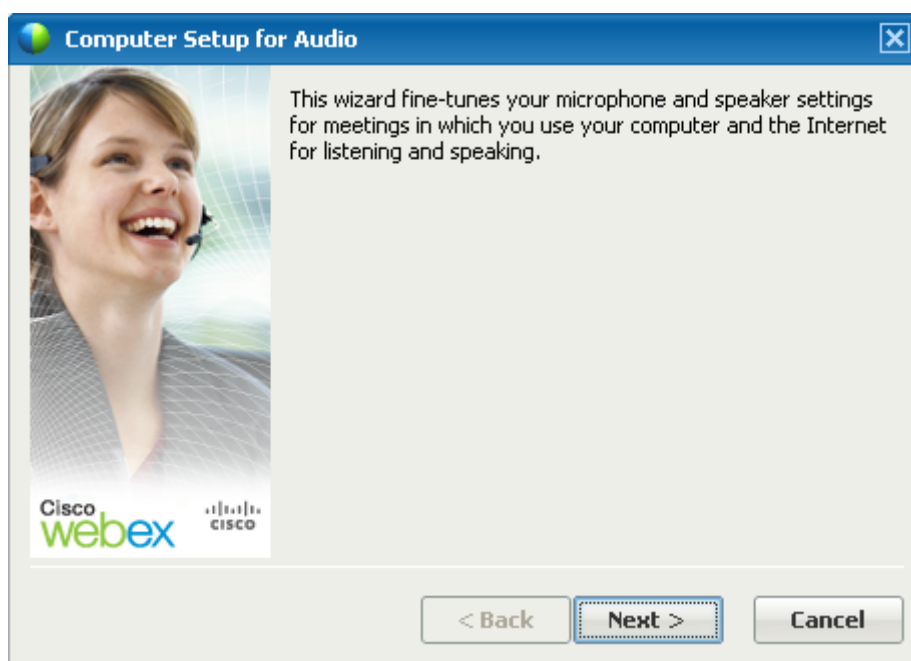 Computer Setup for Audio
This wizard fine-tunes your microphone and speaker settings
for meetings in which you use your computer and the Internet
for listening and speaking.
Cisco
webex
cisco
< Back
Next >
Cancel